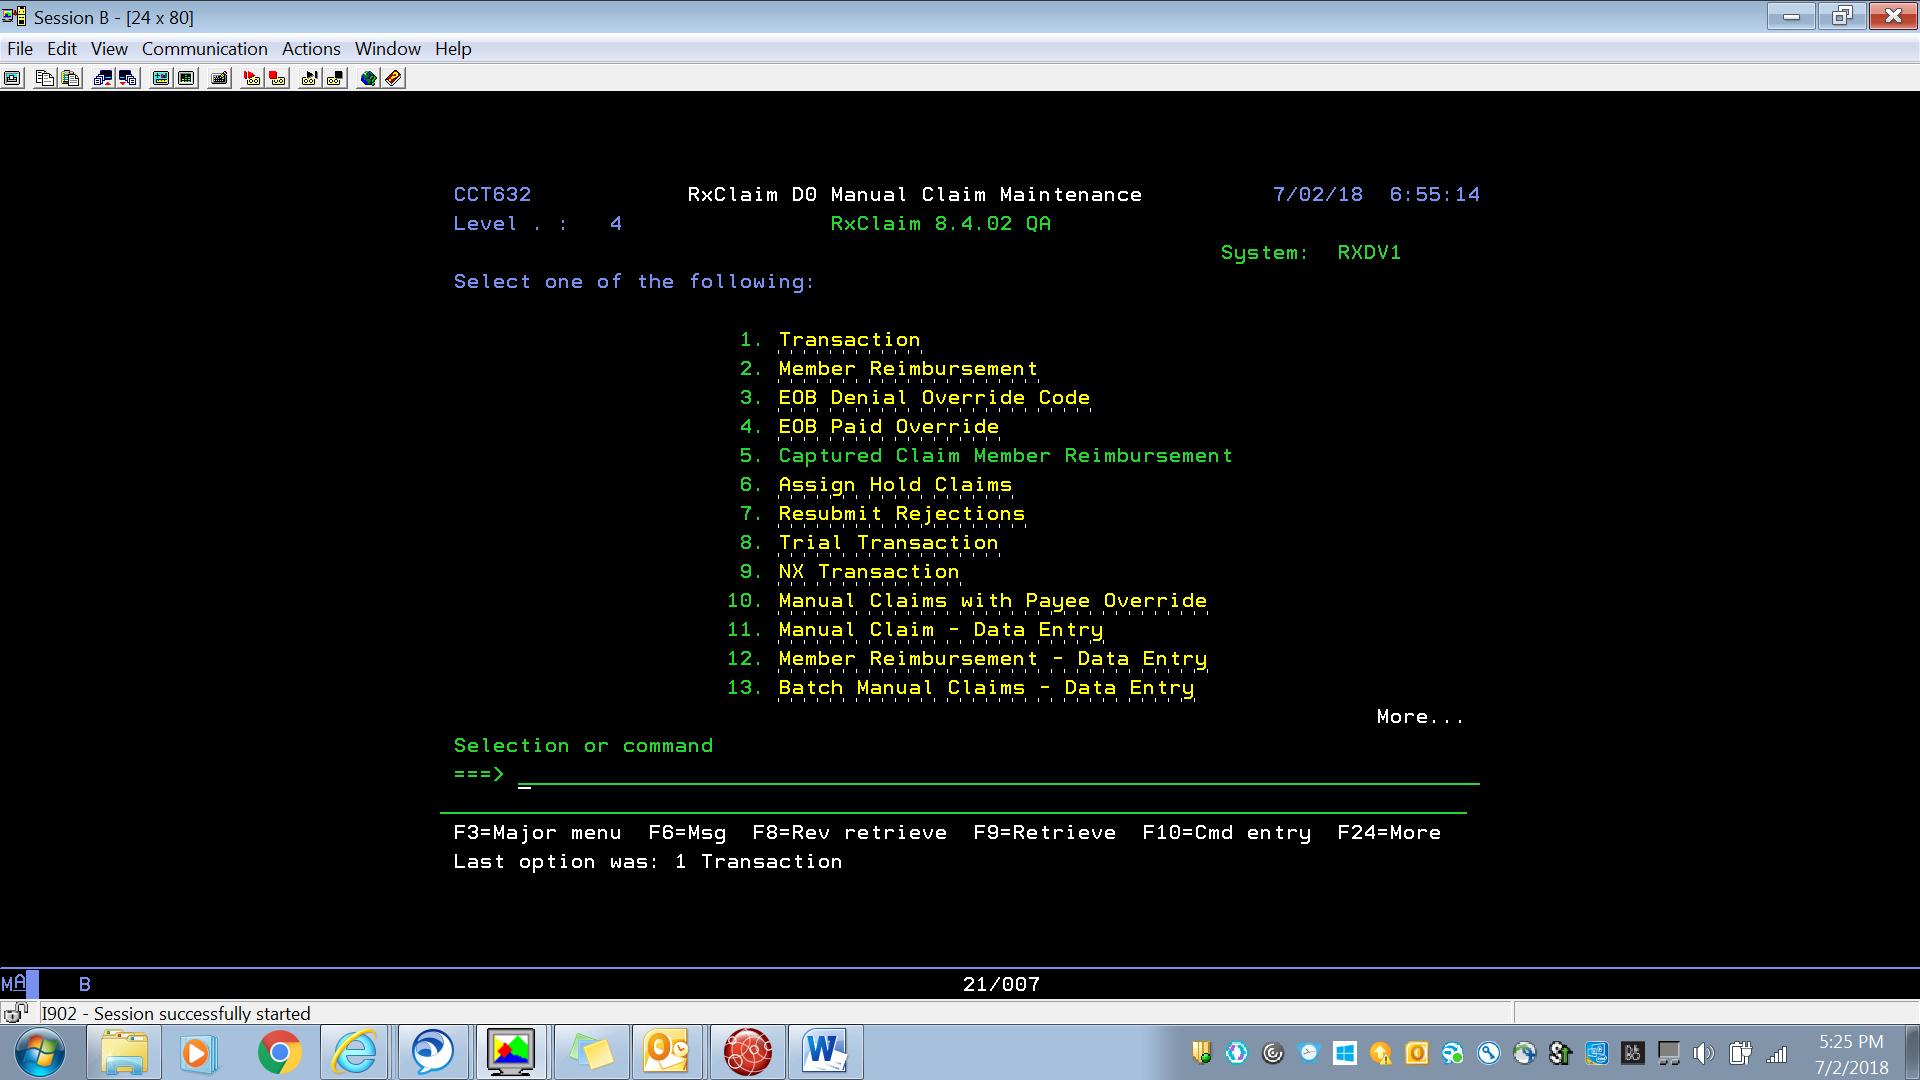 Session B - [24 x 80]
File Edit View Communication Actions Window Help
CCT632 RxClaim D0 Manual Claim Maintenance 7/02/18 6:55:14
Level . : 4 RxClaim 8.4.02 QA
System: RXDV1
Select one of the following:
1. Transaction
2. Member Reimbursement
3. EOB Denial Override Code
4. EOB Paid Override
5. Captured Claim Member Reimbursement
6. Assign Hold Claims
7. Resubmit Rejections
8. Trial Transaction
9. NX Transaction
10. Manual Claims with Payee Override
11. Manual Claim - Data Entry
12. Member Reimbursement - Data Entry
13. Batch Manual Claims - Data Entry
More...
Selection or command
===> _
F3=Major menu F6=Msg F8=Rev retrieve F9=Retrieve F10=Cmd entry F24=More
Last option was: 1 Transaction
MA B 21/007
I902 - Session successfully started
5:25 PM
7/2/2018